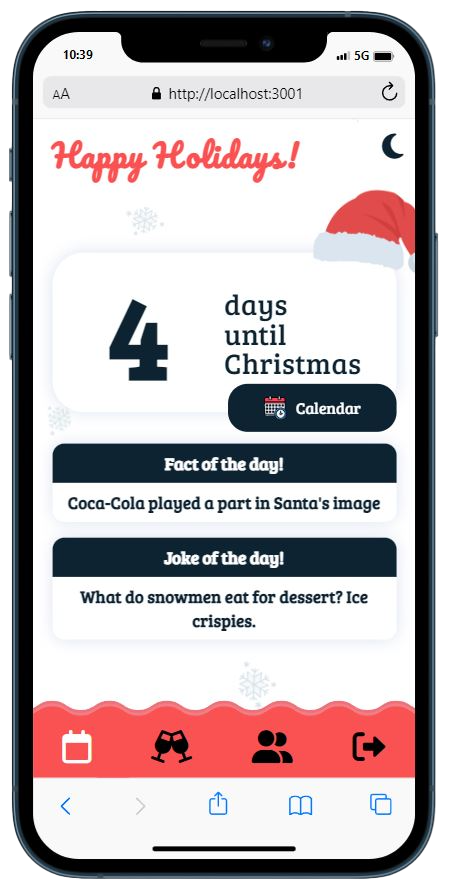 10:39
5G
AA
http://localhost:3001
Happy Holidays!
4
days
until
Christmas
Calendar
Fact of the day!
Coca-Cola played a part in Santa's image
Joke of the day!
What do snowmen eat for dessert? Ice
crispies.